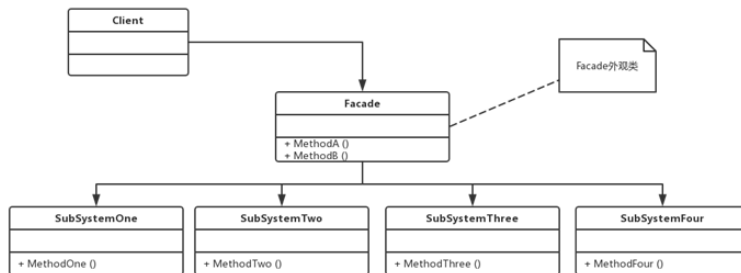 Client
Facade外观类
Facade
+ MethodA ()
+ MethodB ()
SubSystemOne
SubSystemTwo
SubSystemThree
SubSystemFour
+ MethodOne ()
+ MethodTwo ()
+ MethodThree ()
+ MethodFour ()